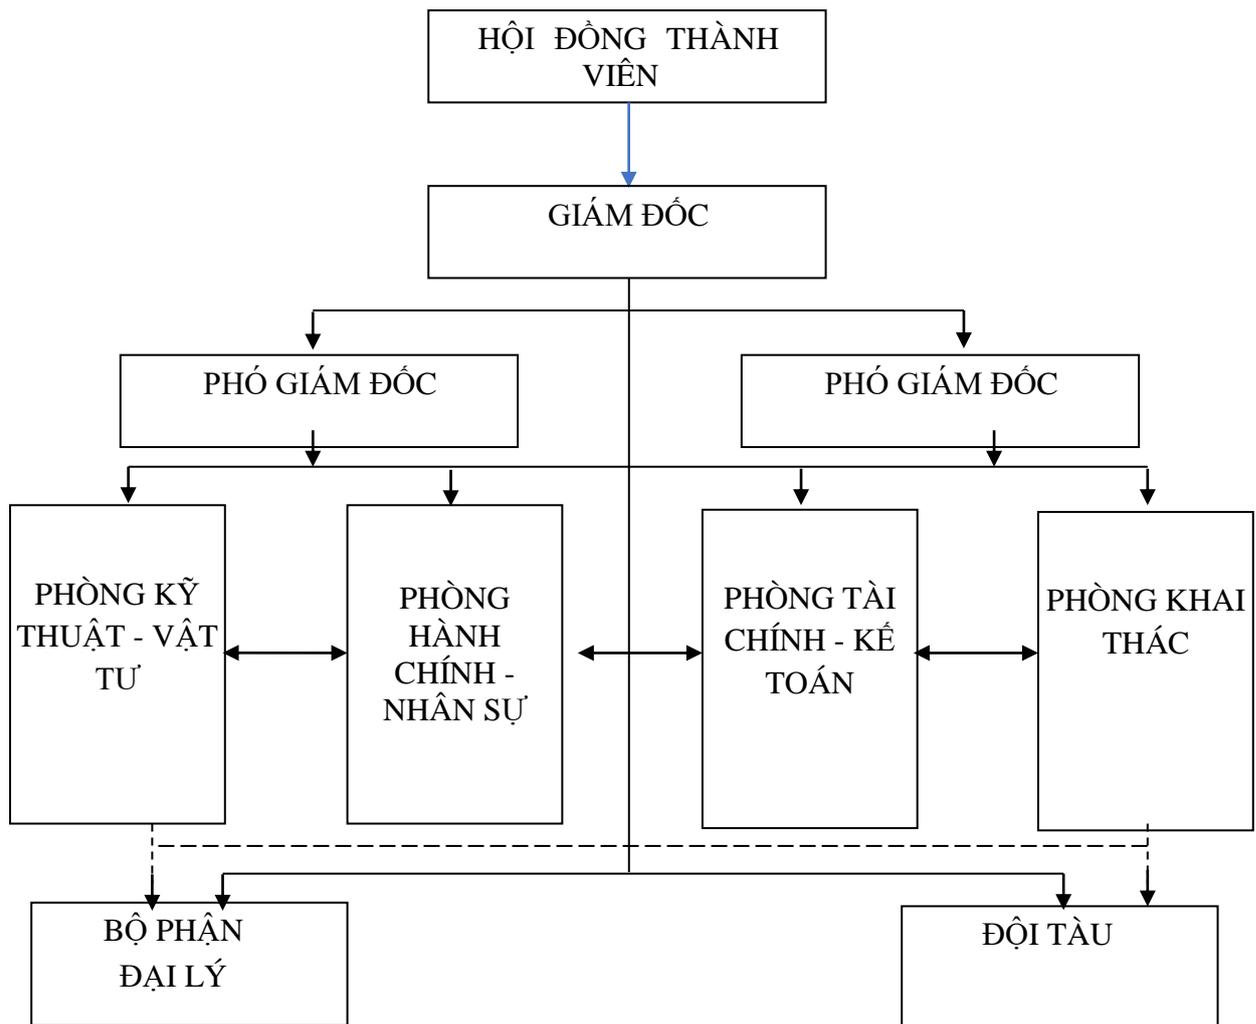 HỘI ĐỒNG THÀNH
VIÊN
GIÁM ĐỐC
PHÓ GIÁM ĐỐC
PHÓ GIÁM ĐỐC
PHÒNG KỸ
THUẬT - VẬT
TƯ
PHÒNG
HÀNH
CHÍNH -
NHÂN SỰ
PHÒNG TÀI
CHÍNH - KẾ
TOÁN
PHÒNG KHAI
THÁC
BỘ PHẬN
ĐẠI LÝ
ĐỘI TÀU